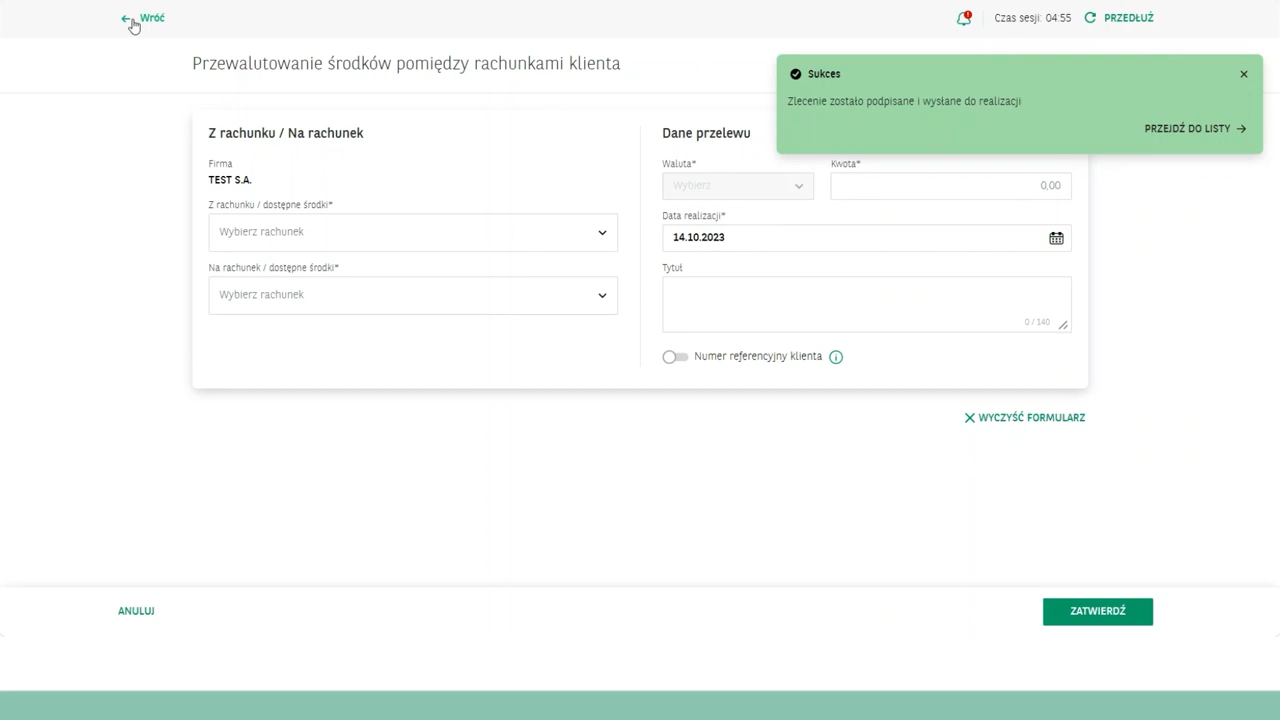 Wróć
Czas sesji: 04:55
PRZEDŁUŻ
Przewalutowanie środków pomiędzy rachunkami klienta
Sukces
Zlecenie zostało podpisane i wysłane do realizacji
PRZEJDŹ DO LISTY
Z rachunku / Na rachunek
Firma
TEST S.A.
Z rachunku / dostępne środki*
Wybierz rachunek
Na rachunek / dostępne środki*
Wybierz rachunek
Dane przelewu
Waluta*
Wybierz
Kwota*
0,00
Data realizacji*
14.10.2023
Tytuł
0 / 140
Numer referencyjny klienta
WYCZYŚĆ FORMULARZ
ANULUJ
ZATWIERDŹ